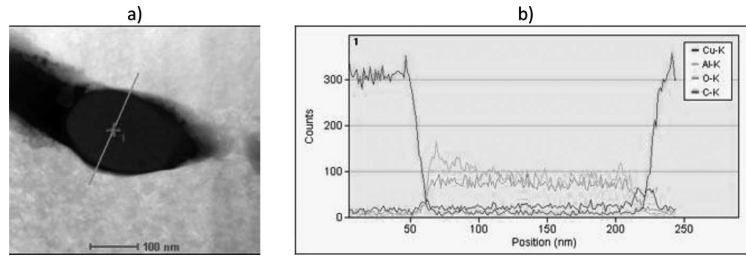 a)
b)
100 nm
1
Cu-K
Al-K
O-K
C-K
Counts
300
200
100
0
50
100
150
200
250
Position (nm)